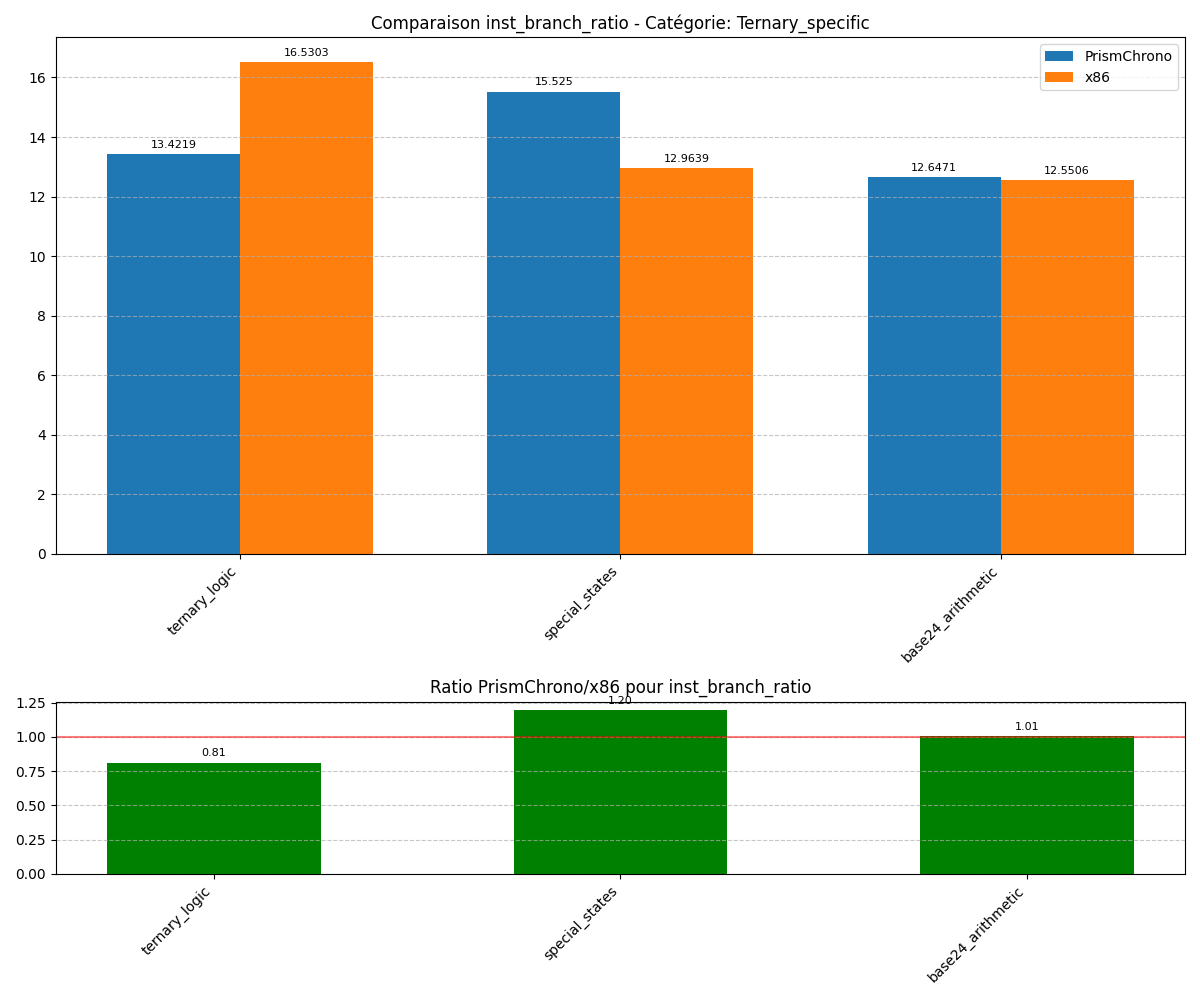 Comparaison inst_branch_ratio - Catégorie: Ternary_specific
PrismChrono
x86
16
14
12
10
8
6
4
2
0
13.4219
16.5303
15.525
12.9639
12.6471
12.5506
ternary_logic
special_states
base24_arithmetic
Ratio PrismChrono/x86 pour inst_branch_ratio
1.25
1.00
0.75
0.50
0.25
0.00
0.81
1.20
1.01
ternary_logic
special_states
base24_arithmetic